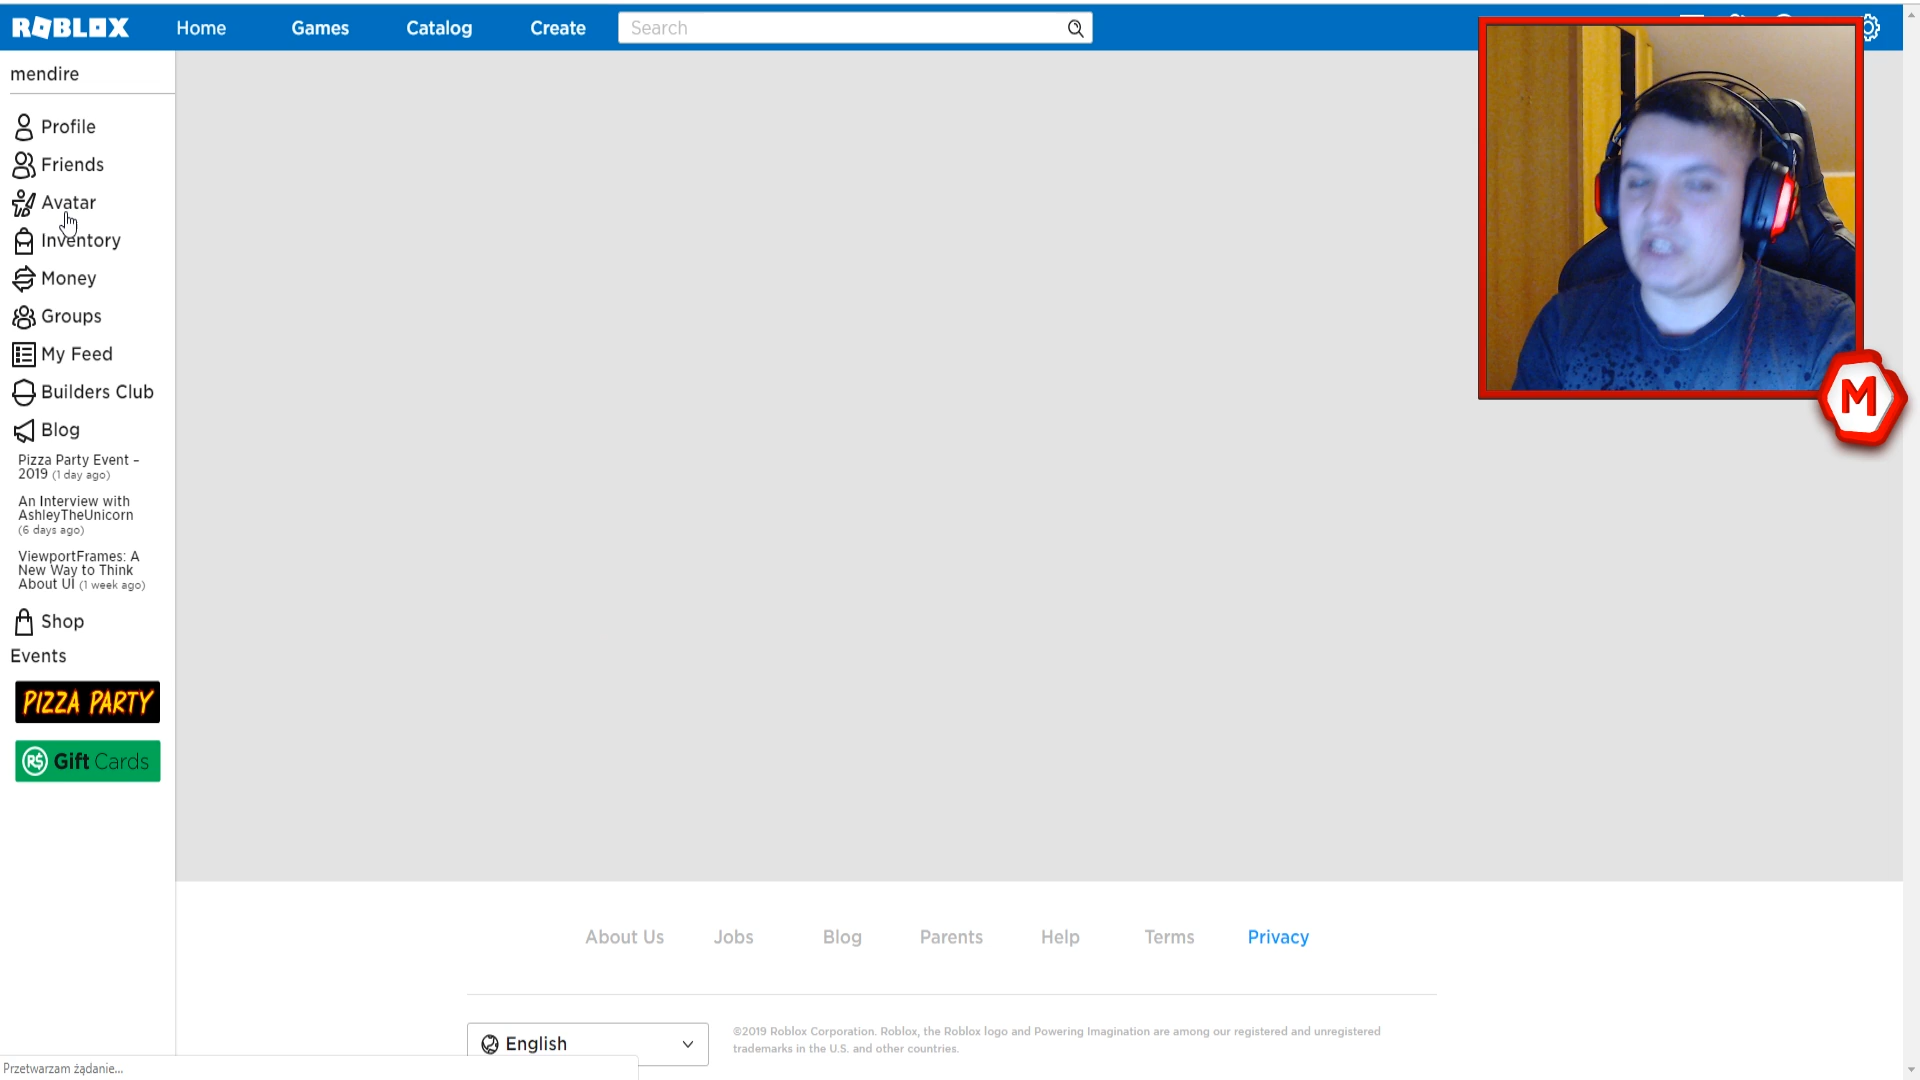 ROBLOX
Home
Games
Catalog
Create
Search
mendire
Profile
Friends
Avatar
Inventory
Money
Groups
My Feed
Builders Club
Blog
Pizza Party Event –
2019 (1 day ago)
An Interview with
AshleyTheUnicorn
(6 days ago)
ViewportFrames: A
New Way to Think
About UI (1 week ago)
Shop
Events
PIZZA PARTY
R$ Gift Cards
M
About Us
Jobs
Blog
Parents
Help
Terms
Privacy
English
©2019 Roblox Corporation. Roblox, the Roblox logo and Powering Imagination are among our registered and unregistered
trademarks in the U.S. and other countries.
Przetwarzam żądanie...